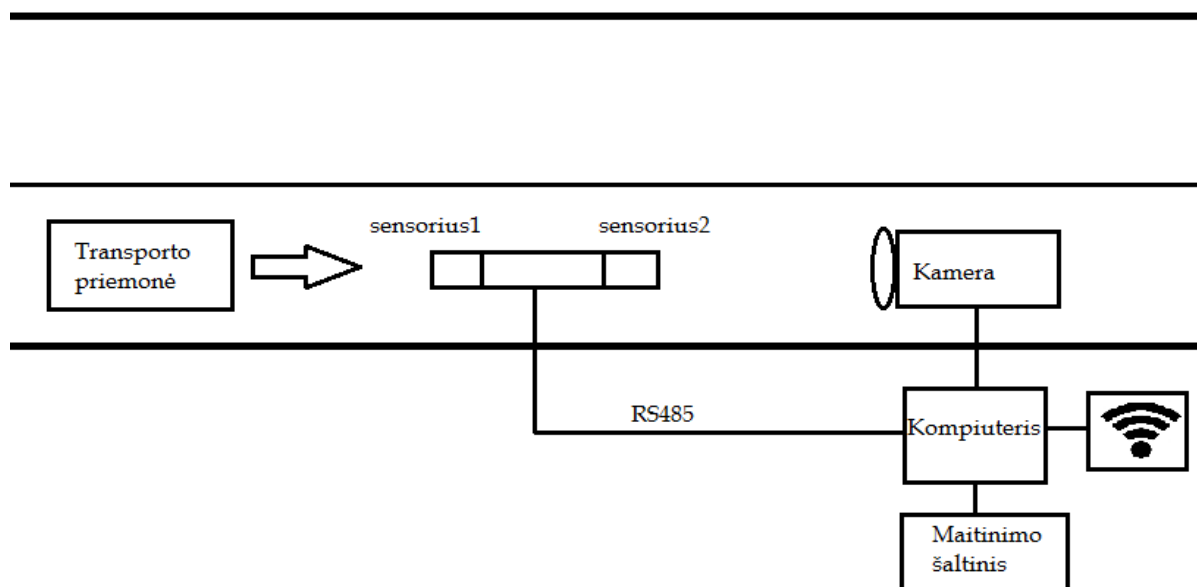 sensorius1
sensorius2
Transporto
priemonė
Kamera
RS485
Kompiuteris
Maitinimo
šaltinis